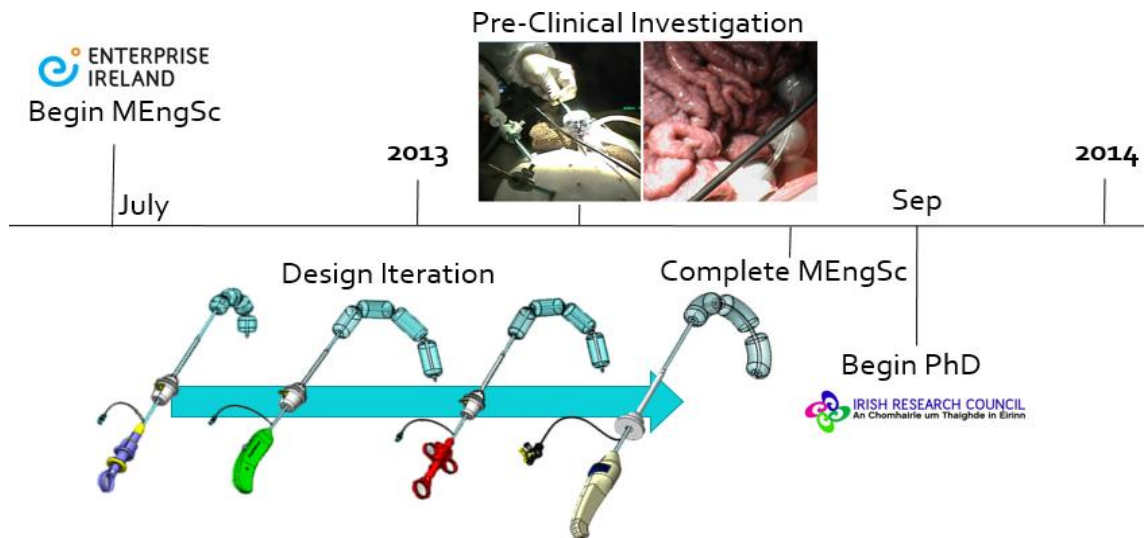 Pre-Clinical Investigation
ENTERPRISE
IRELAND
Begin MEngSc
2013
2014
July
Sep
Design Iteration
Complete MEngSc
Begin PhD
IRISH RESEARCH COUNCIL
An Chomhairle um Thaighde in Éirinn